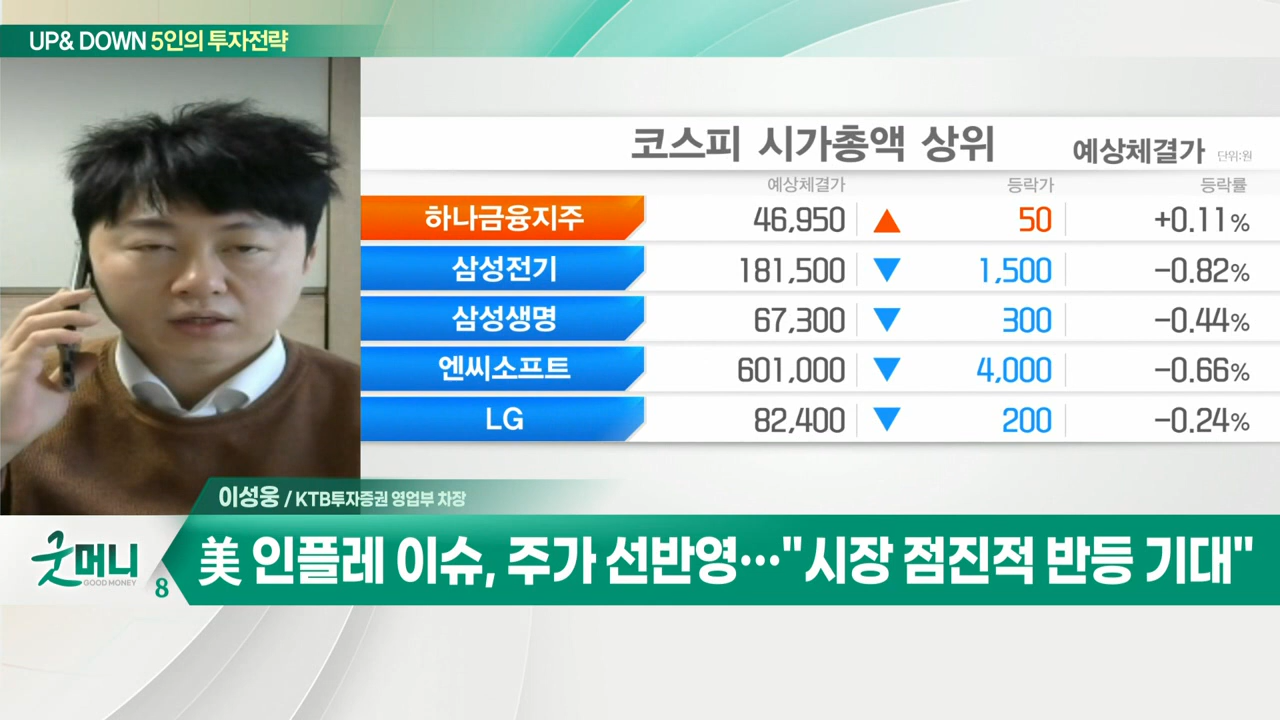 UP& DOWN 5인의 투자전략
코스피 시가총액 상위 예상체결가 단위:원
예상체결가 등락가 등락률
하나금융지주 46,950 ▲ 50 +0.11%
삼성전기 181,500 ▼ 1,500 -0.82%
삼성생명 67,300 ▼ 300 -0.44%
엔씨소프트 601,000 ▼ 4,000 -0.66%
LG 82,400 ▼ 200 -0.24%
이성웅 / KTB투자증권 영업부 차장
굿머니
GOOD MONEY
8
美 인플레 이슈, 주가 선반영…"시장 점진적 반등 기대"